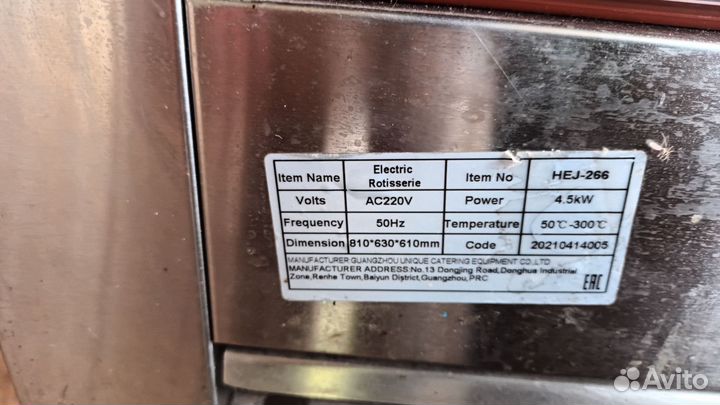 Item Name Electric Rotisserie Item No HEJ-266
Volts AC220V Power 4.5kW
Frequency 50Hz Temperature 50℃-300℃
Dimension 810*630*610mm Code 20210414005
MANUFACTURER GUANGZHOU UNIQUE CATERING EQUIPMENT CO.,LTD
MANUFACTURER ADDRESS:No.13 Dongjing Road,Donghua Industrial
Zone,Renhe Town,Baiyun District,Guangzhou,PRC
EAC
Avito